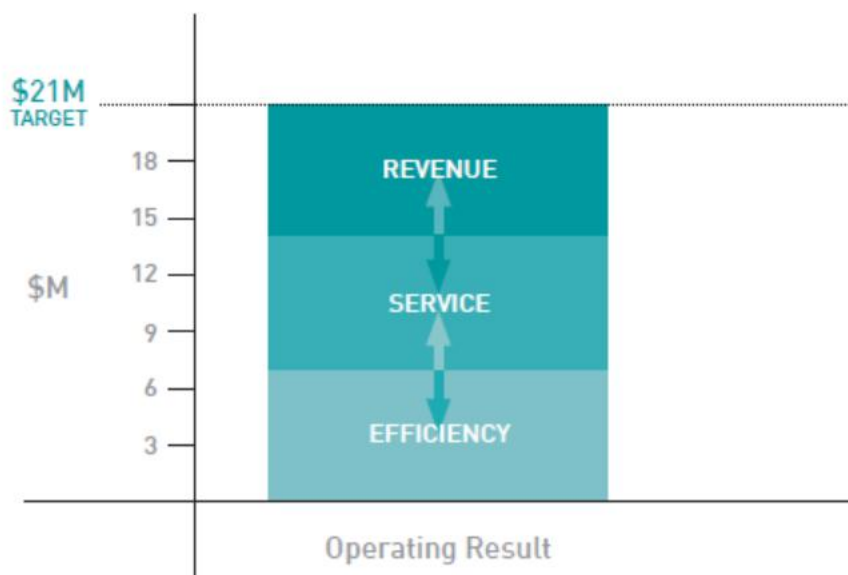 $21M
TARGET
18
15
12
9
6
3
$M
REVENUE
SERVICE
EFFICIENCY
Operating Result